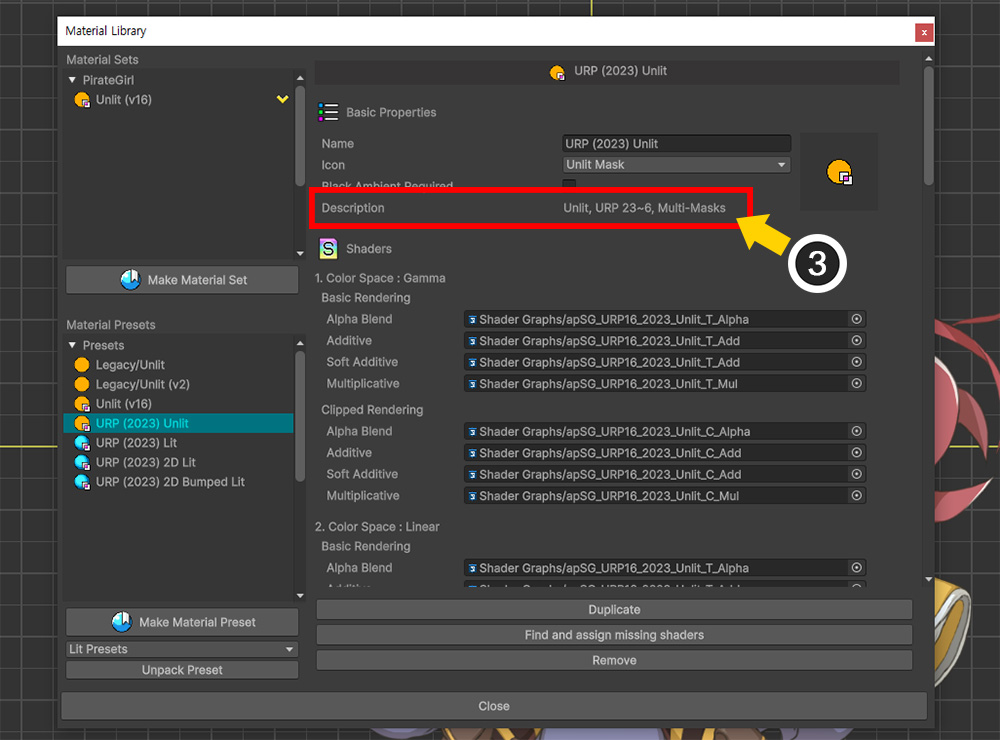 Material Library
x
Material Sets
PirateGirl
Unlit (v16)
Make Material Set
Material Presets
Presets
Legacy/Unlit
Legacy/Unlit (v2)
Unlit (v16)
URP (2023) Unlit
URP (2023) Lit
URP (2023) 2D Lit
URP (2023) 2D Bumped Lit
Make Material Preset
Lit Presets
Unpack Preset
URP (2023) Unlit
Basic Properties
Name URP (2023) Unlit
Icon Unlit Mask
Black Ambient Required
Description Unlit, URP 23~6, Multi-Masks
3
S Shaders
1. Color Space : Gamma
Basic Rendering
Alpha Blend Shader Graphs/apSG_URP16_2023_Unlit_T_Alpha
Additive Shader Graphs/apSG_URP16_2023_Unlit_T_Add
Soft Additive Shader Graphs/apSG_URP16_2023_Unlit_T_Add
Multiplicative Shader Graphs/apSG_URP16_2023_Unlit_T_Mul
Clipped Rendering
Alpha Blend Shader Graphs/apSG_URP16_2023_Unlit_C_Alpha
Additive Shader Graphs/apSG_URP16_2023_Unlit_C_Add
Soft Additive Shader Graphs/apSG_URP16_2023_Unlit_C_Add
Multiplicative Shader Graphs/apSG_URP16_2023_Unlit_C_Mul
2. Color Space : Linear
Basic Rendering
Alpha Blend Shader Graphs/apSG_URP16_2023_Unlit_T_Alpha
Additive Shader Graphs/apSG_URP16_2023_Unlit_T_Add
Duplicate
Find and assign missing shaders
Remove
Close